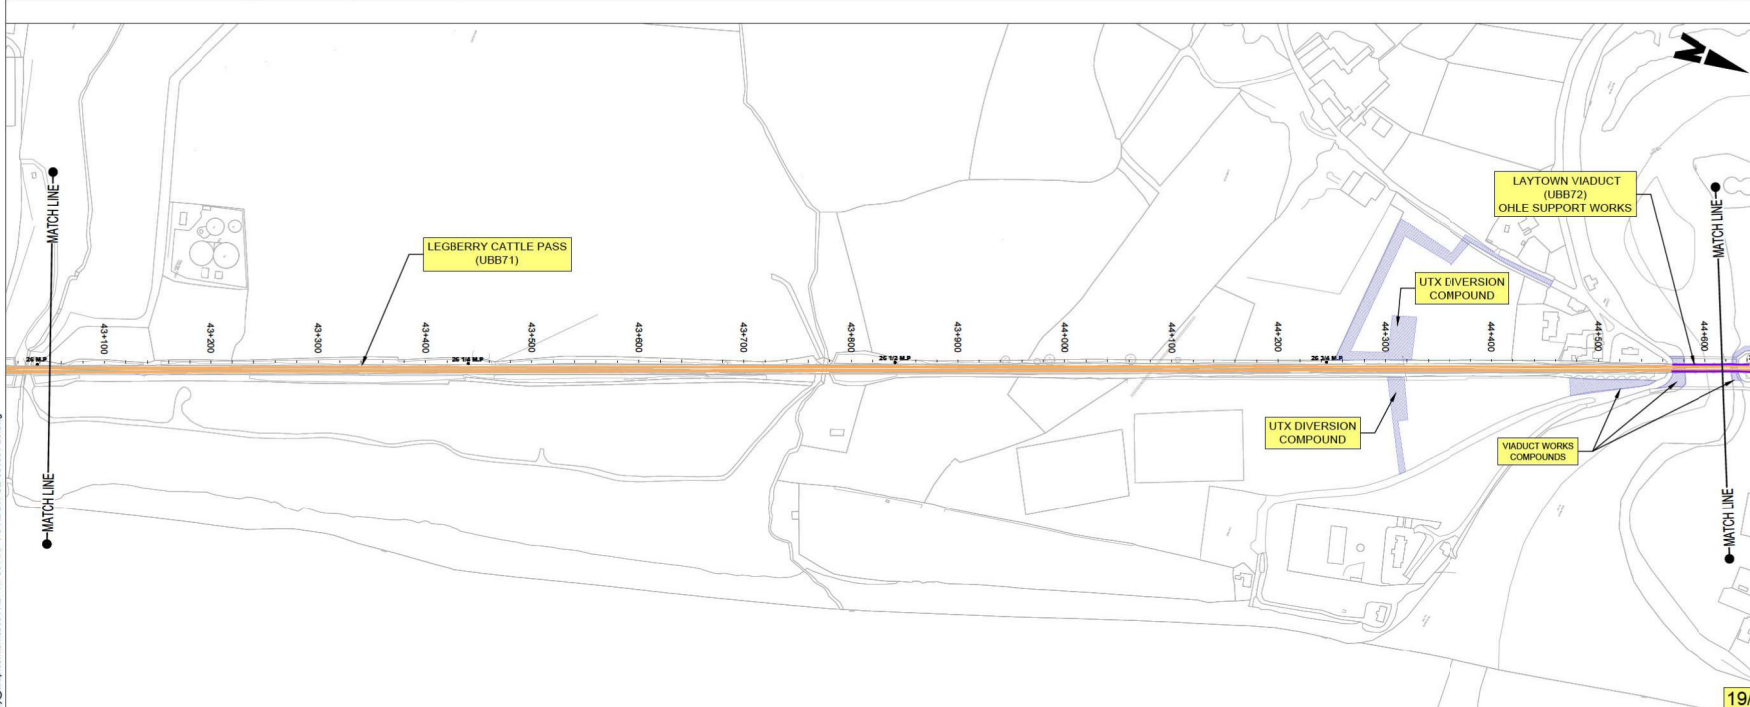 N
MATCH LINE
MATCH LINE
LEGBERRY CATTLE PASS
(UBB71)
LAYTOWN VIADUCT
(UBB72)
OHLE SUPPORT WORKS
MATCH LINE
MATCH LINE
UTX DIVERSION
COMPOUND
43+100
43+200
43+300
43+400
43+500
43+600
43+700
43+800
43+900
44+000
44+100
44+200
44+300
44+400
44+500
44+600
26 M.P
26 1/4 M.P
26 1/2 M.P
26 3/4 M.P
UTX DIVERSION
COMPOUND
VIADUCT WORKS
COMPOUNDS
19/